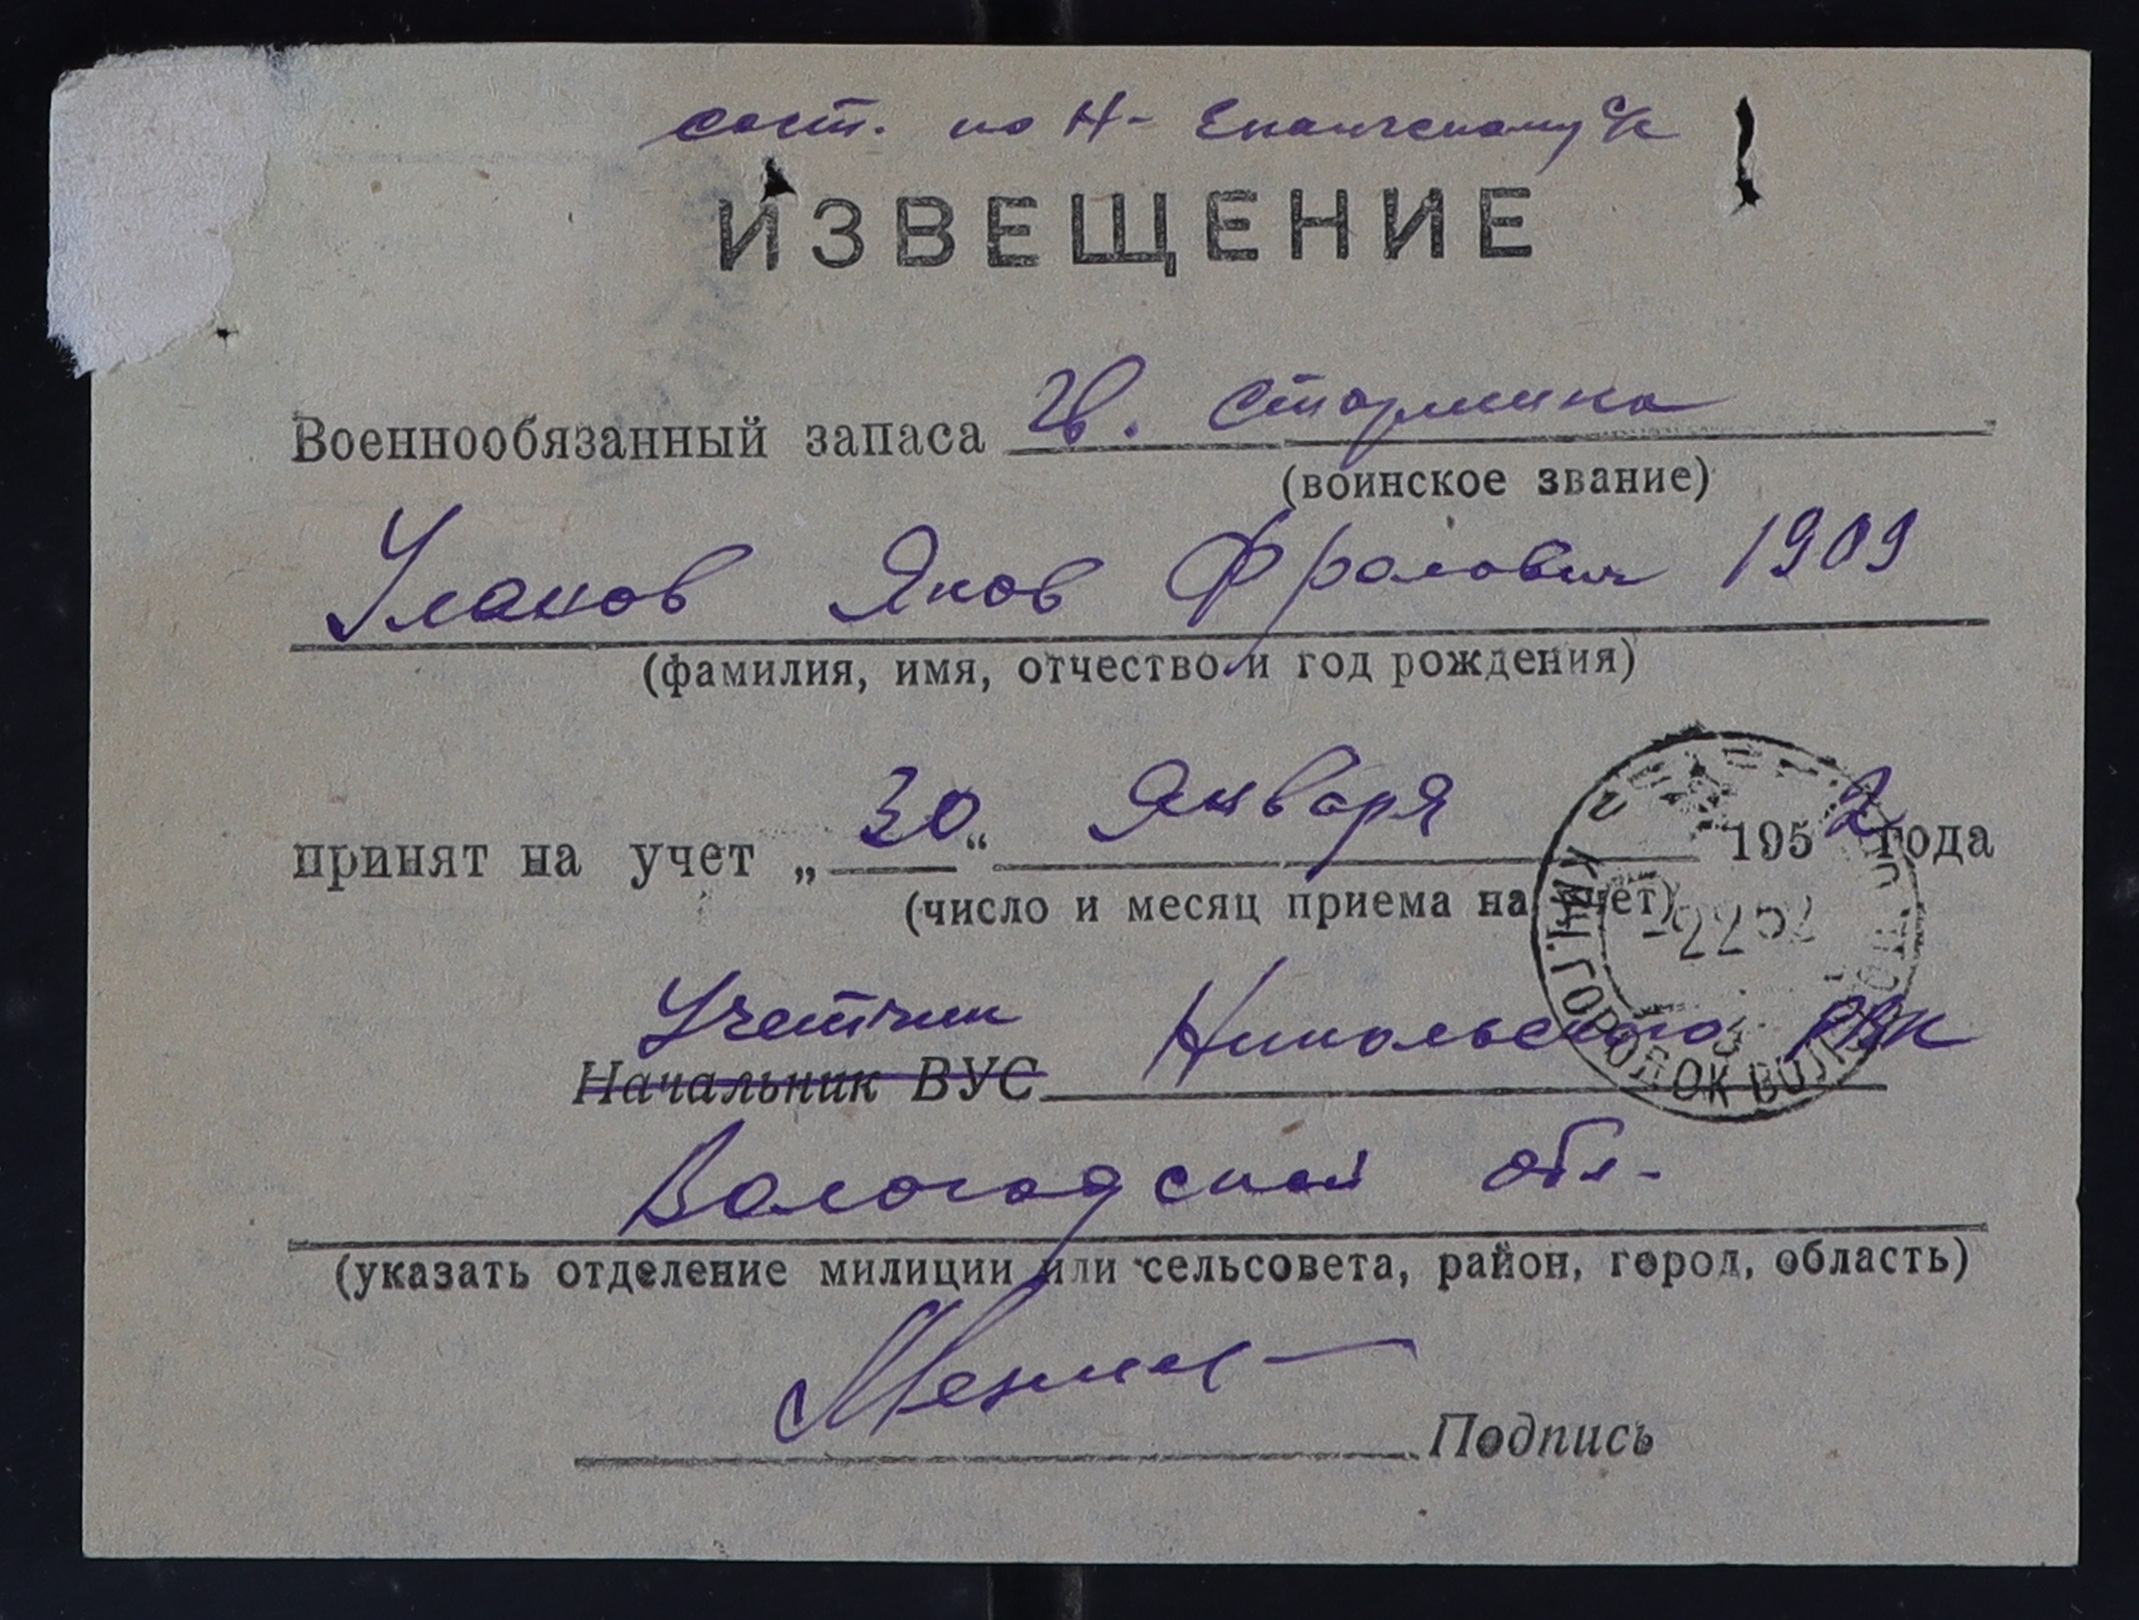 сост. по Н-Енангскому с/с
ИЗВЕЩЕНИЕ
Военнообязанный запаса Гв. Старшина
(воинское звание)
Улаков Яков Фролович 1909
(фамилия, имя, отчество и год рождения)
принят на учет „30“ Января 1952 года
(число и месяц приема на учет)
Учетчик Никольского РВК
Начальник ВУС
Вологодской обл.
(указать отделение милиции или сельсовета, район, город, область)
Подпись